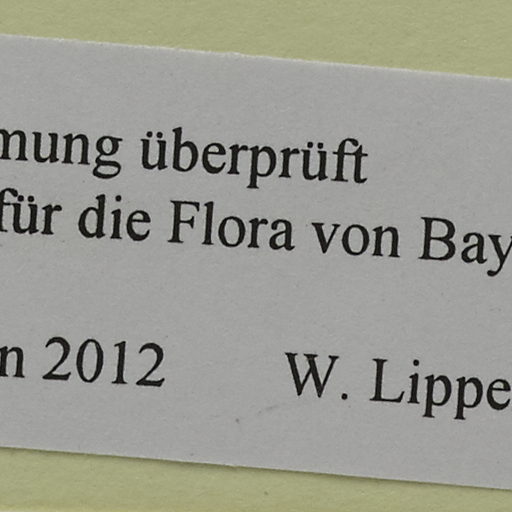 mung überprüft
für die Flora von Bay
n 2012 W. Lippe